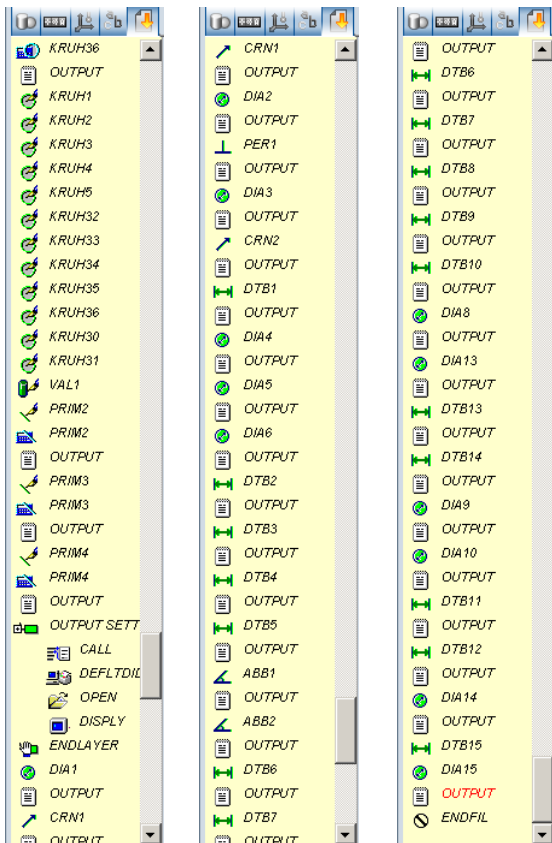 KRUH36
OUTPUT
KRUH1
KRUH2
KRUH3
KRUH4
KRUH5
KRUH32
KRUH33
KRUH34
KRUH35
KRUH36
KRUH30
KRUH31
VAL1
PRIM2
PRIM2
OUTPUT
PRIM3
PRIM3
OUTPUT
PRIM4
PRIM4
OUTPUT
OUTPUT SETT
CALL
DEFLTDIC
OPEN
DISPLY
ENDLAYER
DIA1
OUTPUT
CRN1
OUTPUT
CRN1
OUTPUT
DIA2
OUTPUT
PER1
OUTPUT
DIA3
OUTPUT
CRN2
OUTPUT
DTB1
OUTPUT
DIA4
OUTPUT
DIA5
OUTPUT
DIA6
OUTPUT
DTB2
OUTPUT
DTB3
OUTPUT
DTB4
OUTPUT
DTB5
OUTPUT
ABB1
OUTPUT
ABB2
OUTPUT
DTB6
OUTPUT
DTB7
OUTPUT
OUTPUT
DTB6
OUTPUT
DTB7
OUTPUT
DTB8
OUTPUT
DTB9
OUTPUT
DTB10
OUTPUT
DIA8
OUTPUT
DIA13
OUTPUT
DTB13
OUTPUT
DTB14
OUTPUT
DIA9
OUTPUT
DIA10
OUTPUT
DTB11
OUTPUT
DTB12
OUTPUT
DIA14
OUTPUT
DTB15
DIA15
OUTPUT
ENDFIL